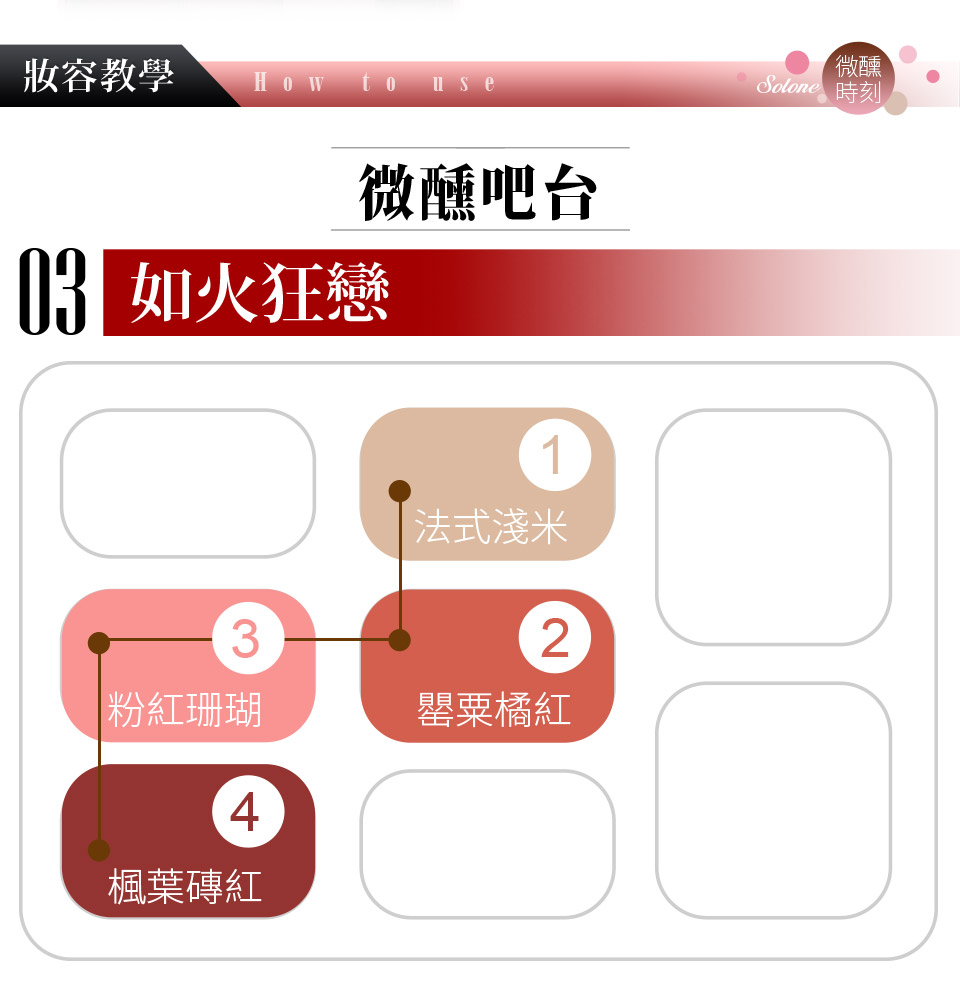 妝容教學
How to use
Solone
微醺
時刻
微醺吧台
03 如火狂戀
1
法式淺米
3
粉紅珊瑚
2
罌粟橘紅
4
楓葉磚紅